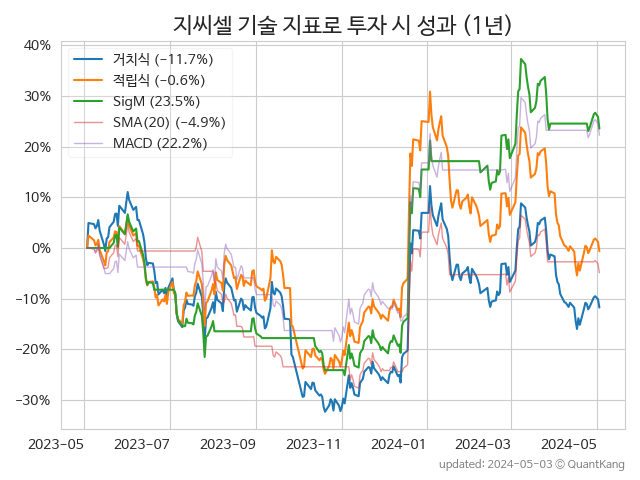 지씨셀 기술 지표로 투자 시 성과 (1년)
40%
30%
20%
10%
0%
−10%
−20%
−30%
거치식 (−11.7%)
적립식 (−0.6%)
SigM (23.5%)
SMA(20) (−4.9%)
MACD (22.2%)
2023-05 2023-07 2023-09 2023-11 2024-01 2024-03 2024-05
updated: 2024-05-03 ⓒ QuantKang